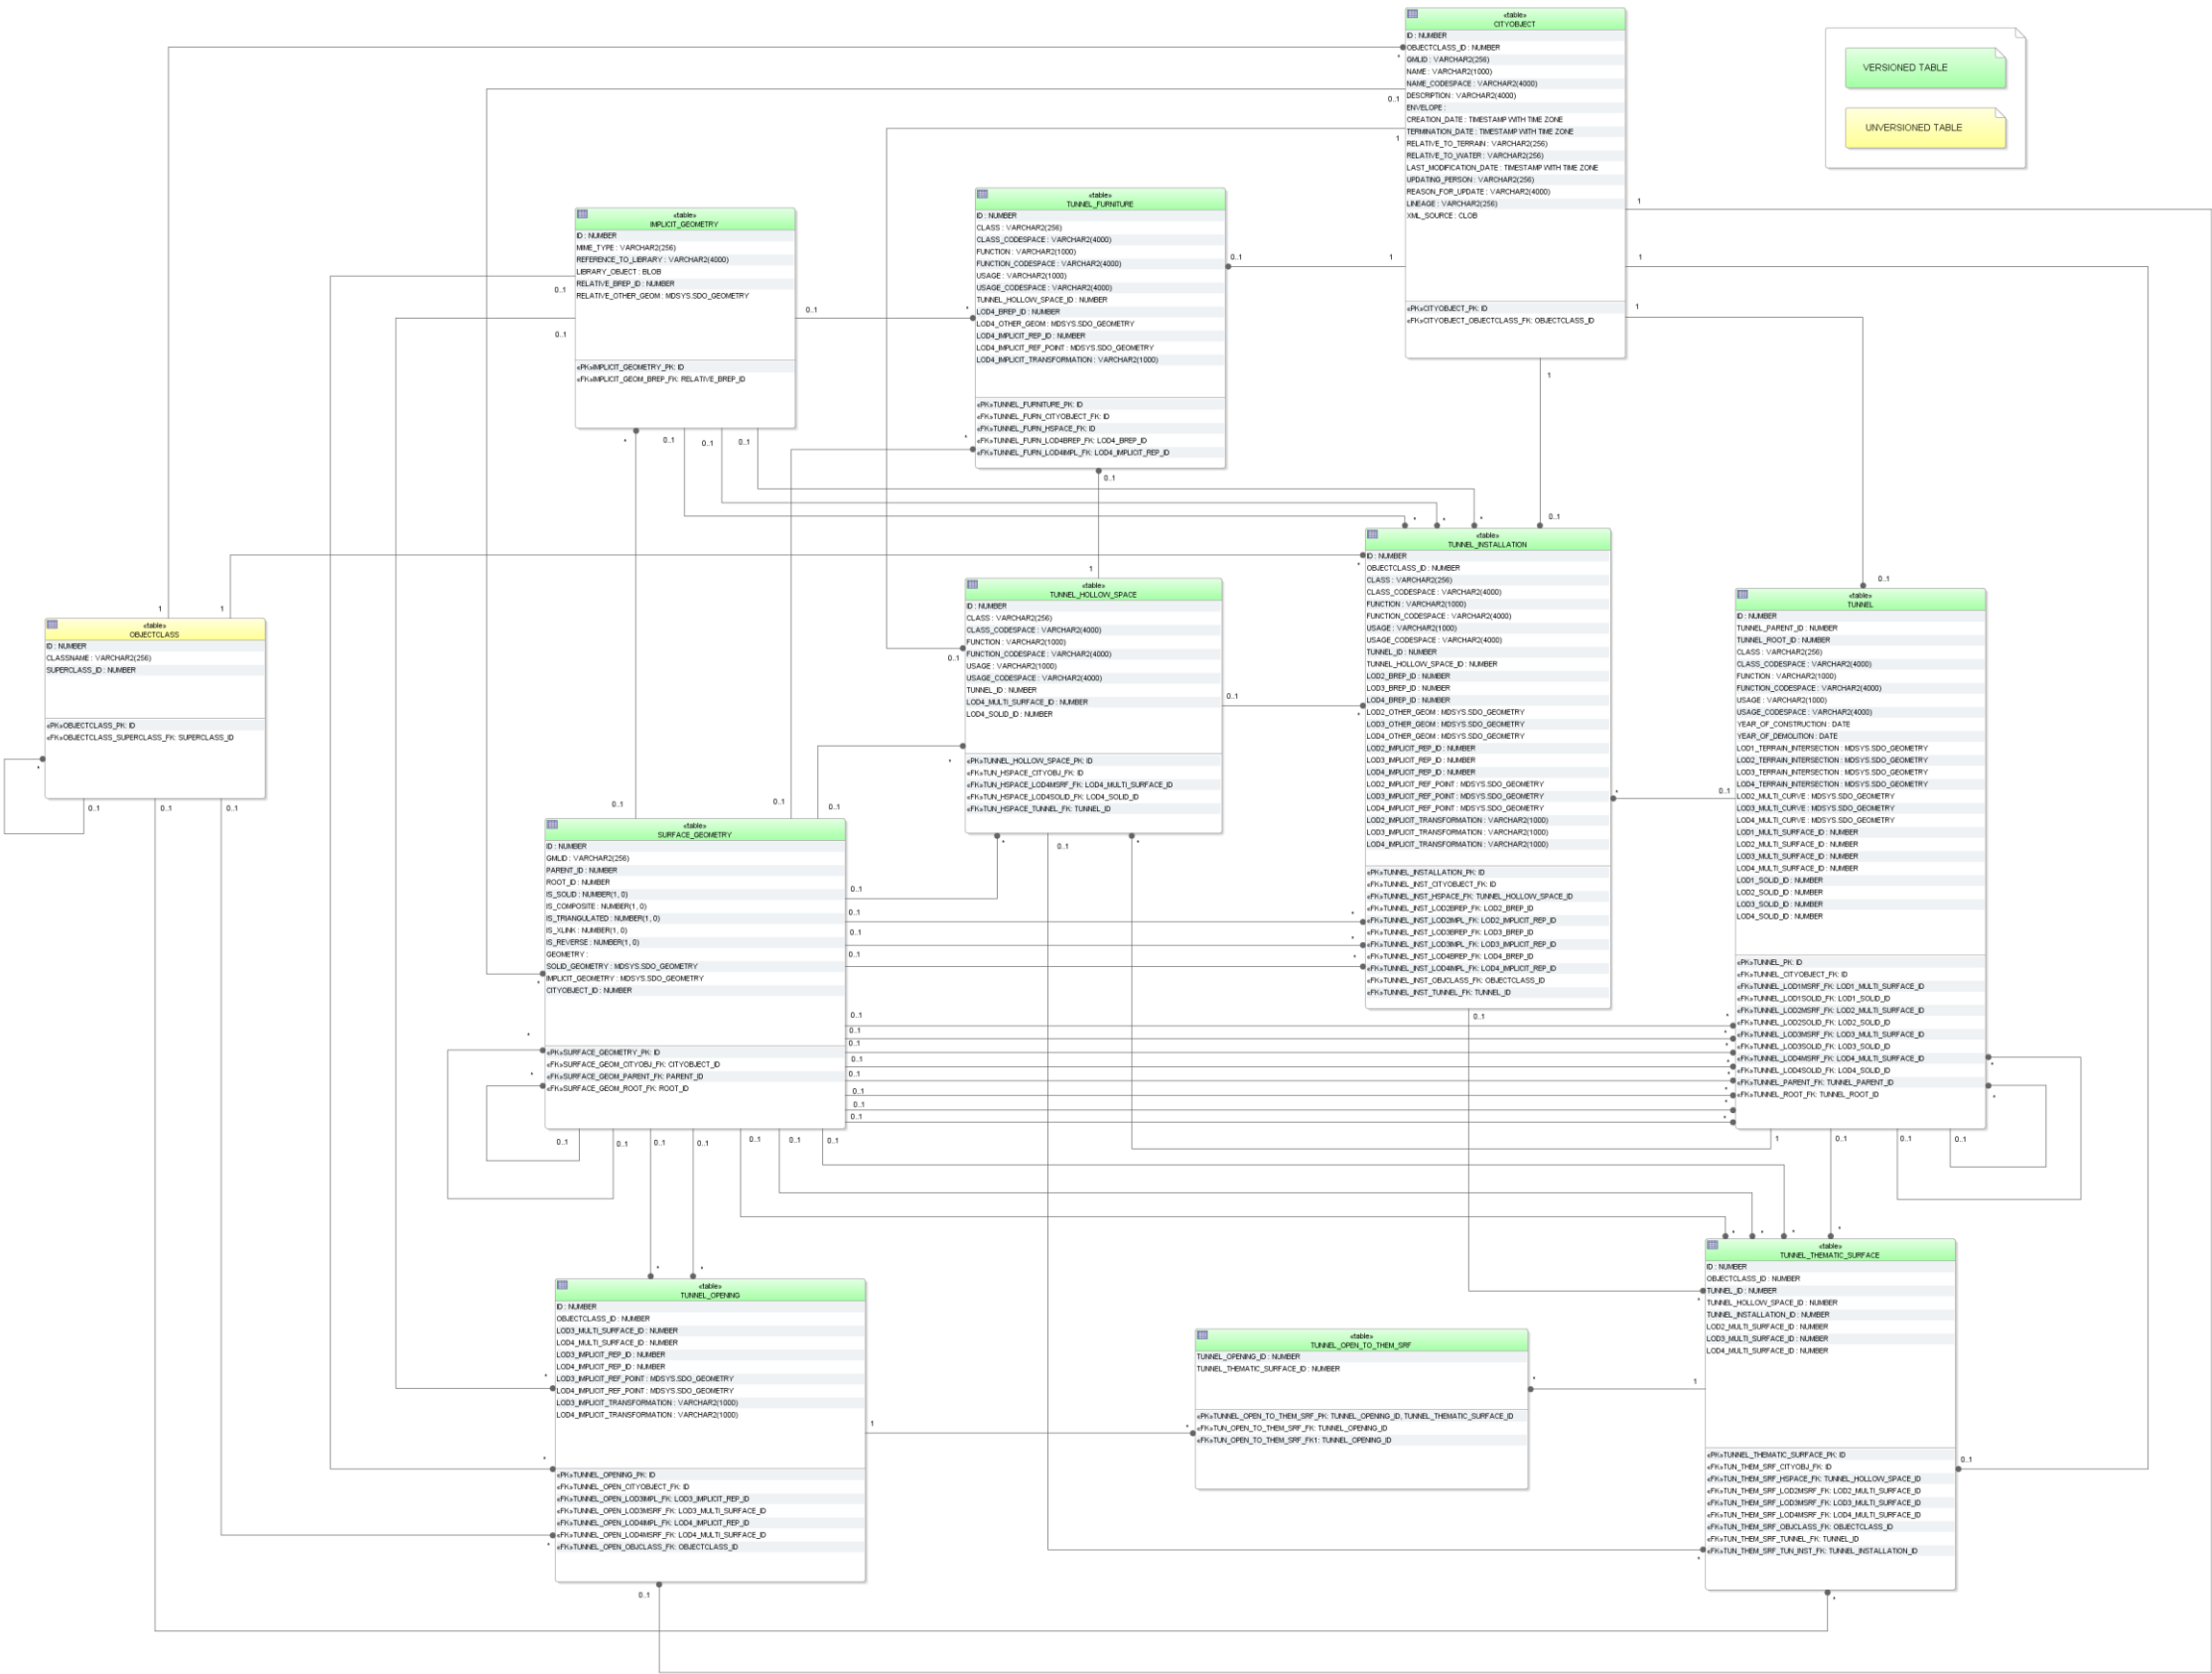 «table»
CITYOBJECT
ID : NUMBER
OBJECTCLASS_ID : NUMBER
GMLID : VARCHAR2(256)
NAME : VARCHAR2(1000)
NAME_CODESPACE : VARCHAR2(4000)
DESCRIPTION : VARCHAR2(4000)
ENVELOPE :
CREATION_DATE : TIMESTAMP WITH TIME ZONE
TERMINATION_DATE : TIMESTAMP WITH TIME ZONE
RELATIVE_TO_TERRAIN : VARCHAR2(256)
RELATIVE_TO_WATER : VARCHAR2(256)
LAST_MODIFICATION_DATE : TIMESTAMP WITH TIME ZONE
UPDATING_PERSON : VARCHAR2(256)
REASON_FOR_UPDATE : VARCHAR2(4000)
LINEAGE : VARCHAR2(256)
XML_SOURCE : CLOB
«PK»CITYOBJECT_PK: ID
«FK»CITYOBJECT_OBJECTCLASS_FK: OBJECTCLASS_ID
VERSIONED TABLE
UNVERSIONED TABLE
«table»
TUNNEL_FURNITURE
ID : NUMBER
CLASS : VARCHAR2(256)
CLASS_CODESPACE : VARCHAR2(4000)
FUNCTION : VARCHAR2(1000)
FUNCTION_CODESPACE : VARCHAR2(4000)
USAGE : VARCHAR2(1000)
USAGE_CODESPACE : VARCHAR2(4000)
TUNNEL_HOLLOW_SPACE_ID : NUMBER
LOD4_BREP_ID : NUMBER
LOD4_OTHER_GEOM : MDSYS.SDO_GEOMETRY
LOD4_IMPLICIT_REP_ID : NUMBER
LOD4_IMPLICIT_REF_POINT : MDSYS.SDO_GEOMETRY
LOD4_IMPLICIT_TRANSFORMATION : VARCHAR2(1000)
«PK»TUNNEL_FURNITURE_PK: ID
«FK»TUNNEL_FURN_CITYOBJECT_FK: ID
«FK»TUNNEL_FURN_HSPACE_FK: ID
«FK»TUNNEL_FURN_LOD4BREP_FK: LOD4_BREP_ID
«FK»TUNNEL_FURN_LOD4IMPL_FK: LOD4_IMPLICIT_REP_ID
«table»
IMPLICIT_GEOMETRY
ID : NUMBER
MIME_TYPE : VARCHAR2(256)
REFERENCE_TO_LIBRARY : VARCHAR2(4000)
LIBRARY_OBJECT : BLOB
RELATIVE_BREP_ID : NUMBER
RELATIVE_OTHER_GEOM : MDSYS.SDO_GEOMETRY
«PK»IMPLICIT_GEOMETRY_PK: ID
«FK»IMPLICIT_GEOM_BREP_FK: RELATIVE_BREP_ID
«table»
TUNNEL_INSTALLATION
ID : NUMBER
OBJECTCLASS_ID : NUMBER
CLASS : VARCHAR2(256)
CLASS_CODESPACE : VARCHAR2(4000)
FUNCTION : VARCHAR2(1000)
FUNCTION_CODESPACE : VARCHAR2(4000)
USAGE : VARCHAR2(1000)
USAGE_CODESPACE : VARCHAR2(4000)
TUNNEL_ID : NUMBER
TUNNEL_HOLLOW_SPACE_ID : NUMBER
LOD2_BREP_ID : NUMBER
LOD3_BREP_ID : NUMBER
LOD4_BREP_ID : NUMBER
LOD2_OTHER_GEOM : MDSYS.SDO_GEOMETRY
LOD3_OTHER_GEOM : MDSYS.SDO_GEOMETRY
LOD4_OTHER_GEOM : MDSYS.SDO_GEOMETRY
LOD2_IMPLICIT_REP_ID : NUMBER
LOD3_IMPLICIT_REP_ID : NUMBER
LOD4_IMPLICIT_REP_ID : NUMBER
LOD2_IMPLICIT_REF_POINT : MDSYS.SDO_GEOMETRY
LOD3_IMPLICIT_REF_POINT : MDSYS.SDO_GEOMETRY
LOD4_IMPLICIT_REF_POINT : MDSYS.SDO_GEOMETRY
LOD2_IMPLICIT_TRANSFORMATION : VARCHAR2(1000)
LOD3_IMPLICIT_TRANSFORMATION : VARCHAR2(1000)
LOD4_IMPLICIT_TRANSFORMATION : VARCHAR2(1000)
«PK»TUNNEL_INSTALLATION_PK: ID
«FK»TUNNEL_INST_CITYOBJECT_FK: ID
«FK»TUNNEL_INST_HSPACE_FK: TUNNEL_HOLLOW_SPACE_ID
«FK»TUNNEL_INST_LOD2BREP_FK: LOD2_BREP_ID
«FK»TUNNEL_INST_LOD2IMPL_FK: LOD2_IMPLICIT_REP_ID
«FK»TUNNEL_INST_LOD3BREP_FK: LOD3_BREP_ID
«FK»TUNNEL_INST_LOD3IMPL_FK: LOD3_IMPLICIT_REP_ID
«FK»TUNNEL_INST_LOD4BREP_FK: LOD4_BREP_ID
«FK»TUNNEL_INST_LOD4IMPL_FK: LOD4_IMPLICIT_REP_ID
«FK»TUNNEL_INST_OBJCLASS_FK: OBJECTCLASS_ID
«FK»TUNNEL_INST_TUNNEL_FK: TUNNEL_ID
«table»
TUNNEL_HOLLOW_SPACE
ID : NUMBER
CLASS : VARCHAR2(256)
CLASS_CODESPACE : VARCHAR2(4000)
FUNCTION : VARCHAR2(1000)
FUNCTION_CODESPACE : VARCHAR2(4000)
USAGE : VARCHAR2(1000)
USAGE_CODESPACE : VARCHAR2(4000)
TUNNEL_ID : NUMBER
LOD4_MULTI_SURFACE_ID : NUMBER
LOD4_SOLID_ID : NUMBER
«PK»TUNNEL_HOLLOW_SPACE_PK: ID
«FK»TUN_HSPACE_CITYOBJ_FK: ID
«FK»TUN_HSPACE_LOD4MSRF_FK: LOD4_MULTI_SURFACE_ID
«FK»TUN_HSPACE_LOD4SOLID_FK: LOD4_SOLID_ID
«FK»TUN_HSPACE_TUNNEL_FK: TUNNEL_ID
«table»
TUNNEL
ID : NUMBER
TUNNEL_PARENT_ID : NUMBER
TUNNEL_ROOT_ID : NUMBER
CLASS : VARCHAR2(256)
CLASS_CODESPACE : VARCHAR2(4000)
FUNCTION : VARCHAR2(1000)
FUNCTION_CODESPACE : VARCHAR2(4000)
USAGE : VARCHAR2(1000)
USAGE_CODESPACE : VARCHAR2(4000)
YEAR_OF_CONSTRUCTION : DATE
YEAR_OF_DEMOLITION : DATE
LOD1_TERRAIN_INTERSECTION : MDSYS.SDO_GEOMETRY
LOD2_TERRAIN_INTERSECTION : MDSYS.SDO_GEOMETRY
LOD3_TERRAIN_INTERSECTION : MDSYS.SDO_GEOMETRY
LOD4_TERRAIN_INTERSECTION : MDSYS.SDO_GEOMETRY
LOD2_MULTI_CURVE : MDSYS.SDO_GEOMETRY
LOD3_MULTI_CURVE : MDSYS.SDO_GEOMETRY
LOD4_MULTI_CURVE : MDSYS.SDO_GEOMETRY
LOD1_MULTI_SURFACE_ID : NUMBER
LOD2_MULTI_SURFACE_ID : NUMBER
LOD3_MULTI_SURFACE_ID : NUMBER
LOD4_MULTI_SURFACE_ID : NUMBER
LOD1_SOLID_ID : NUMBER
LOD2_SOLID_ID : NUMBER
LOD3_SOLID_ID : NUMBER
LOD4_SOLID_ID : NUMBER
«PK»TUNNEL_PK: ID
«FK»TUNNEL_CITYOBJECT_FK: ID
«FK»TUNNEL_LOD1MSRF_FK: LOD1_MULTI_SURFACE_ID
«FK»TUNNEL_LOD1SOLID_FK: LOD1_SOLID_ID
«FK»TUNNEL_LOD2MSRF_FK: LOD2_MULTI_SURFACE_ID
«FK»TUNNEL_LOD2SOLID_FK: LOD2_SOLID_ID
«FK»TUNNEL_LOD3MSRF_FK: LOD3_MULTI_SURFACE_ID
«FK»TUNNEL_LOD3SOLID_FK: LOD3_SOLID_ID
«FK»TUNNEL_LOD4MSRF_FK: LOD4_MULTI_SURFACE_ID
«FK»TUNNEL_LOD4SOLID_FK: LOD4_SOLID_ID
«FK»TUNNEL_PARENT_FK: TUNNEL_PARENT_ID
«FK»TUNNEL_ROOT_FK: TUNNEL_ROOT_ID
«table»
OBJECTCLASS
ID : NUMBER
CLASSNAME : VARCHAR2(256)
SUPERCLASS_ID : NUMBER
«PK»OBJECTCLASS_PK: ID
«FK»OBJECTCLASS_SUPERCLASS_FK: SUPERCLASS_ID
«table»
SURFACE_GEOMETRY
ID : NUMBER
GMLID : VARCHAR2(256)
PARENT_ID : NUMBER
ROOT_ID : NUMBER
IS_SOLID : NUMBER(1, 0)
IS_COMPOSITE : NUMBER(1, 0)
IS_TRIANGULATED : NUMBER(1, 0)
IS_XLINK : NUMBER(1, 0)
IS_REVERSE : NUMBER(1, 0)
GEOMETRY :
SOLID_GEOMETRY : MDSYS.SDO_GEOMETRY
IMPLICIT_GEOMETRY : MDSYS.SDO_GEOMETRY
CITYOBJECT_ID : NUMBER
«PK»SURFACE_GEOMETRY_PK: ID
«FK»SURFACE_GEOM_CITYOBJ_FK: CITYOBJECT_ID
«FK»SURFACE_GEOM_PARENT_FK: PARENT_ID
«FK»SURFACE_GEOM_ROOT_FK: ROOT_ID
«table»
TUNNEL_OPENING
ID : NUMBER
OBJECTCLASS_ID : NUMBER
LOD3_MULTI_SURFACE_ID : NUMBER
LOD4_MULTI_SURFACE_ID : NUMBER
LOD3_IMPLICIT_REP_ID : NUMBER
LOD4_IMPLICIT_REP_ID : NUMBER
LOD3_IMPLICIT_REF_POINT : MDSYS.SDO_GEOMETRY
LOD4_IMPLICIT_REF_POINT : MDSYS.SDO_GEOMETRY
LOD3_IMPLICIT_TRANSFORMATION : VARCHAR2(1000)
LOD4_IMPLICIT_TRANSFORMATION : VARCHAR2(1000)
«PK»TUNNEL_OPENING_PK: ID
«FK»TUNNEL_OPEN_CITYOBJECT_FK: ID
«FK»TUNNEL_OPEN_LOD3IMPL_FK: LOD3_IMPLICIT_REP_ID
«FK»TUNNEL_OPEN_LOD3MSRF_FK: LOD3_MULTI_SURFACE_ID
«FK»TUNNEL_OPEN_LOD4IMPL_FK: LOD4_IMPLICIT_REP_ID
«FK»TUNNEL_OPEN_LOD4MSRF_FK: LOD4_MULTI_SURFACE_ID
«FK»TUNNEL_OPEN_OBJCLASS_FK: OBJECTCLASS_ID
«table»
TUNNEL_OPEN_TO_THEM_SRF
TUNNEL_OPENING_ID : NUMBER
TUNNEL_THEMATIC_SURFACE_ID : NUMBER
«PK»TUNNEL_OPEN_TO_THEM_SRF_PK: TUNNEL_OPENING_ID, TUNNEL_THEMATIC_SURFACE_ID
«FK»TUN_OPEN_TO_THEM_SRF_FK: TUNNEL_OPENING_ID
«FK»TUN_OPEN_TO_THEM_SRF_FK1: TUNNEL_OPENING_ID
«table»
TUNNEL_THEMATIC_SURFACE
ID : NUMBER
OBJECTCLASS_ID : NUMBER
TUNNEL_ID : NUMBER
TUNNEL_HOLLOW_SPACE_ID : NUMBER
TUNNEL_INSTALLATION_ID : NUMBER
LOD2_MULTI_SURFACE_ID : NUMBER
LOD3_MULTI_SURFACE_ID : NUMBER
LOD4_MULTI_SURFACE_ID : NUMBER
«PK»TUNNEL_THEMATIC_SURFACE_PK: ID
«FK»TUN_THEM_SRF_CITYOBJ_FK: ID
«FK»TUN_THEM_SRF_HSPACE_FK: TUNNEL_HOLLOW_SPACE_ID
«FK»TUN_THEM_SRF_LOD2MSRF_FK: LOD2_MULTI_SURFACE_ID
«FK»TUN_THEM_SRF_LOD3MSRF_FK: LOD3_MULTI_SURFACE_ID
«FK»TUN_THEM_SRF_LOD4MSRF_FK: LOD4_MULTI_SURFACE_ID
«FK»TUN_THEM_SRF_OBJCLASS_FK: OBJECTCLASS_ID
«FK»TUN_THEM_SRF_TUNNEL_FK: TUNNEL_ID
«FK»TUN_THEM_SRF_TUN_INST_FK: TUNNEL_INSTALLATION_ID